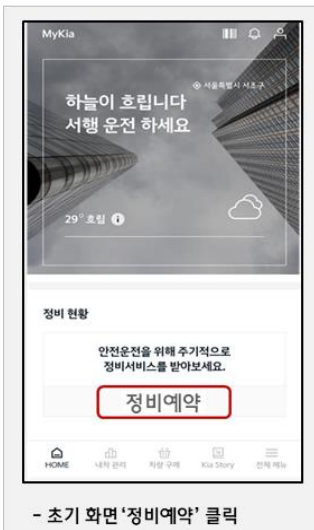 MyKia
서울특별시 서초구
하늘이 흐립니다
서행 운전 하세요
29° 흐림 i
정비 현황
안전운전을 위해 주기적으로
정비서비스를 받아보세요.
정비예약
HOME 내차 관리 차량 구매 Kia Story 전체 메뉴
- 초기 화면 '정비예약' 클릭